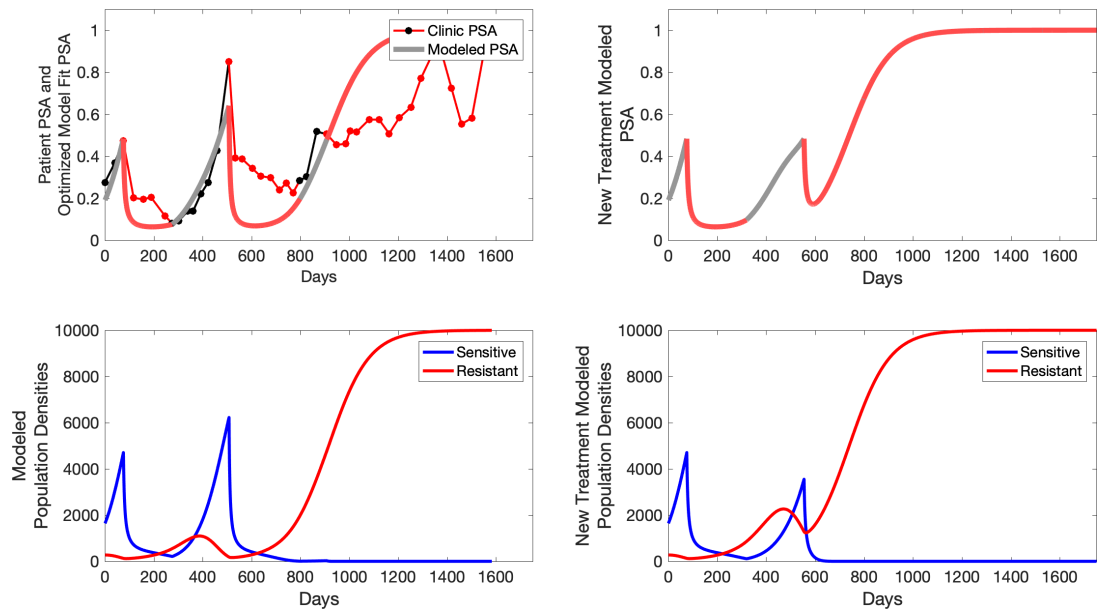 Patient PSA and
Optimized Model Fit PSA
1
0.8
0.6
0.4
0.2
0
Clinic PSA
Modeled PSA
0 200 400 600 800 1000 1200 1400 1600
Days
New Treatment Modeled
PSA
1
0.8
0.6
0.4
0.2
0
0 200 400 600 800 1000 1200 1400 1600
Days
Modeled
Population Densities
10000
8000
6000
4000
2000
0
Sensitive
Resistant
0 200 400 600 800 1000 1200 1400 1600
Days
New Treatment Modeled
Population Densities
10000
8000
6000
4000
2000
0
Sensitive
Resistant
0 200 400 600 800 1000 1200 1400 1600
Days